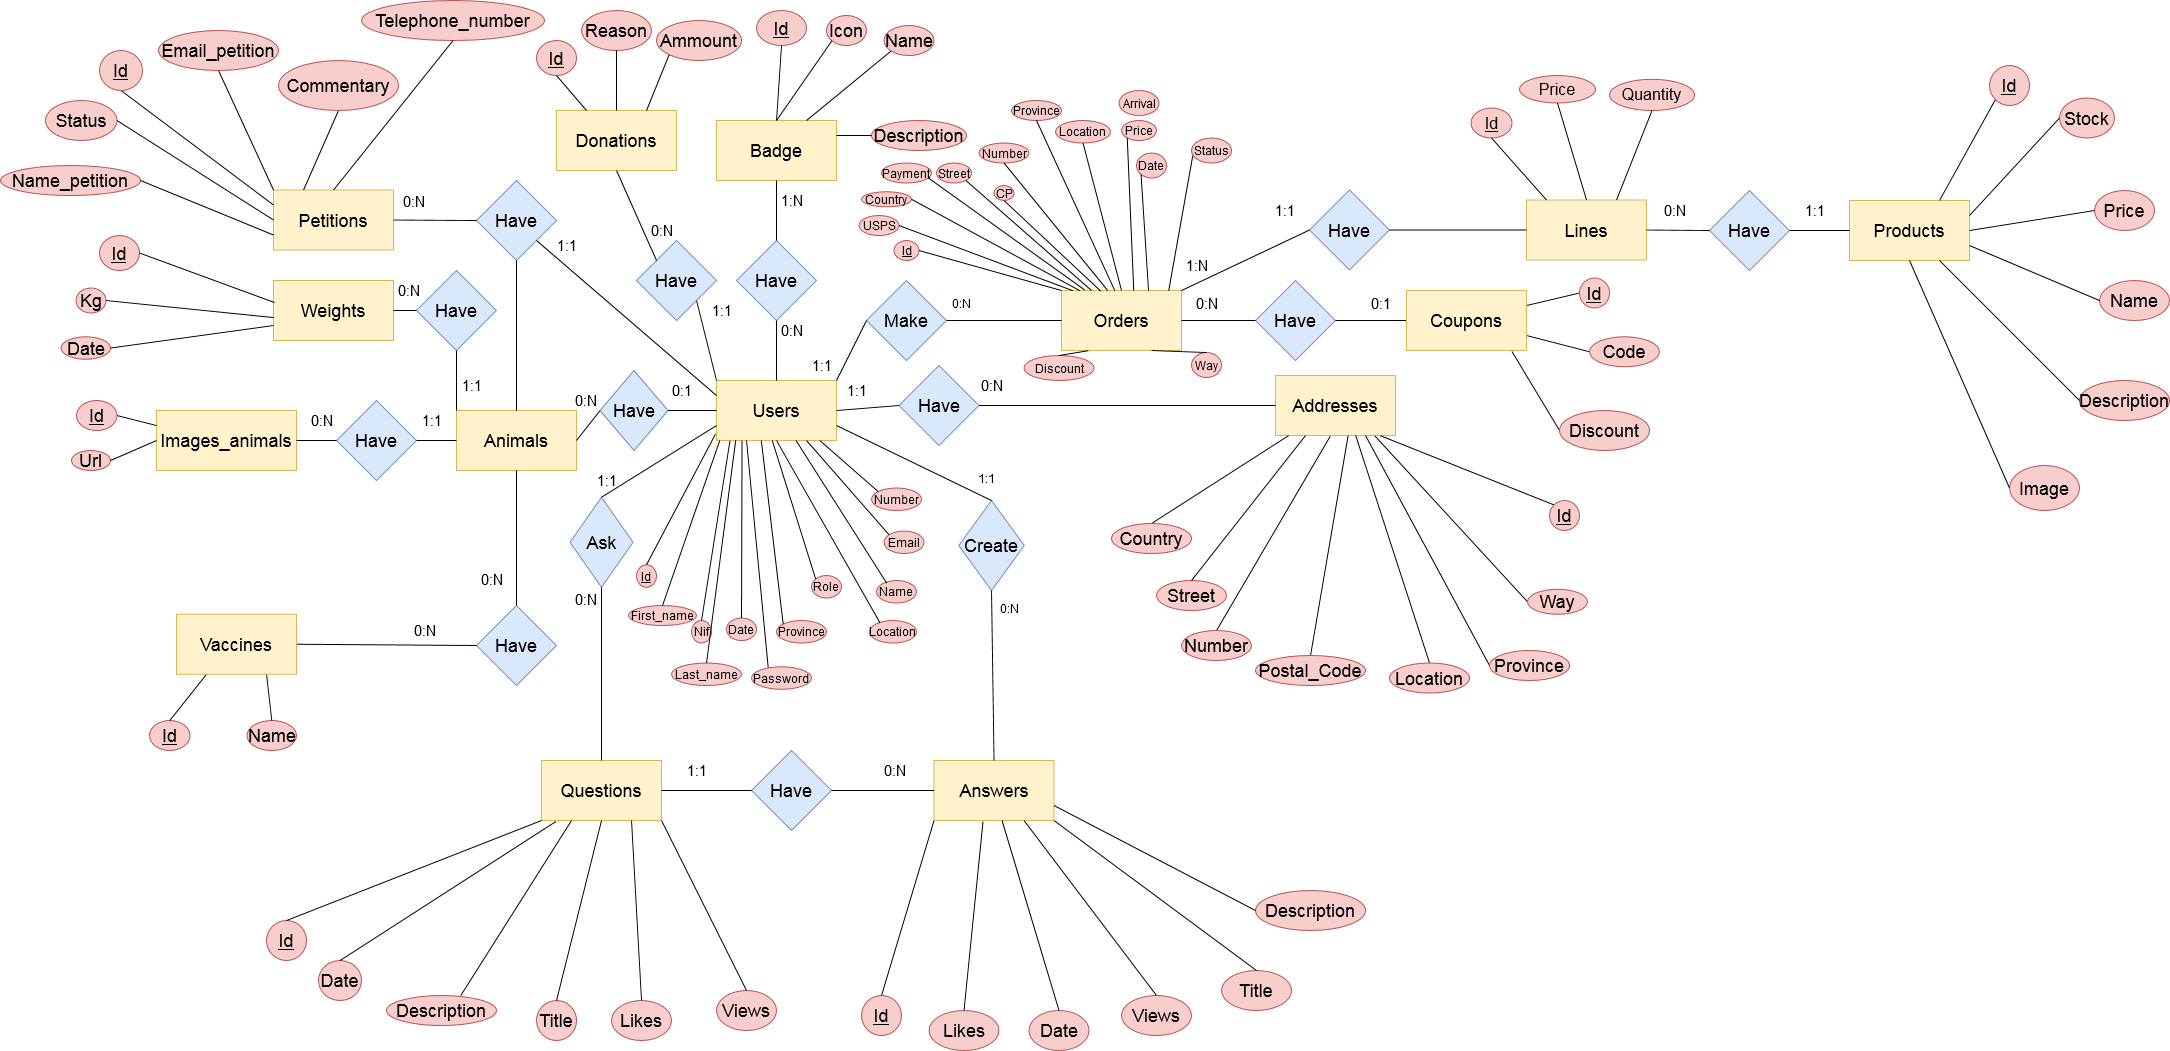 Telephone_number
Email_petition
Id
Commentary
Status
Name_petition
Petitions
0:N
Have
1:1
Id
Reason
Ammount
Donations
0:N
Have
1:1
Id
Icon
Name
Description
Badge
1:N
Have
0:N
Id
Kg
Date
Weights
0:N
Have
1:1
Id
Url
Images_animals
0:N
Have
1:1
Animals
0:N
Have
0:1
Users
0:N
Have
0:N
Vaccines
Id
Name
Province
Arrival
Location
Price
Number
Date
Status
Payment
Street
CP
Country
USPS
Id
Orders
Discount
Way
1:1
Make
0:N
1:N
Have
1:1
Lines
Id
Price
Quantity
0:N
Have
1:1
Products
Id
Stock
Price
Name
Description
Image
0:N
Have
0:1
Coupons
Id
Code
Discount
1:1
Have
0:N
Addresses
Country
Street
Number
Postal_Code
Location
Province
Way
Id
Number
Email
Name
Role
Location
Id
First_name
Nif
Date
Province
Last_name
Password
1:1
Ask
0:N
1:1
Create
0:N
Questions
1:1
Have
0:N
Answers
Id
Date
Description
Title
Likes
Views
Id
Likes
Date
Views
Title
Description